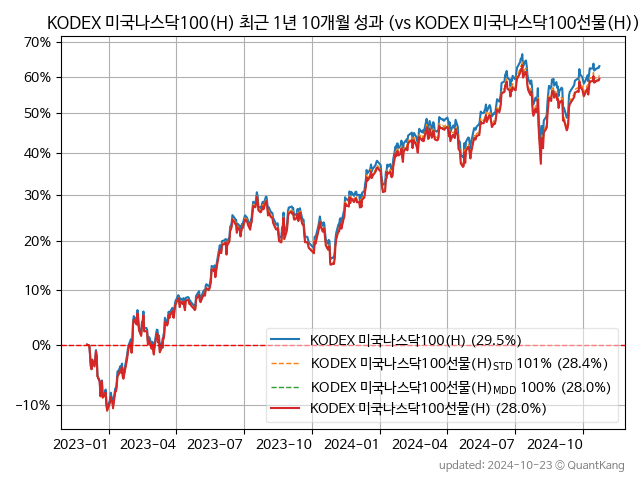 KODEX 미국나스닥100(H) 최근 1년 10개월 성과 (vs KODEX 미국나스닥100선물(H))
70%
60%
50%
40%
30%
20%
10%
0%
−10%
KODEX 미국나스닥100(H) (29.5%)
KODEX 미국나스닥100선물(H)STD 101% (28.4%)
KODEX 미국나스닥100선물(H)MDD 100% (28.0%)
KODEX 미국나스닥100선물(H) (28.0%)
2023-01 2023-04 2023-07 2023-10 2024-01 2024-04 2024-07 2024-10
updated: 2024-10-23 © QuantKang